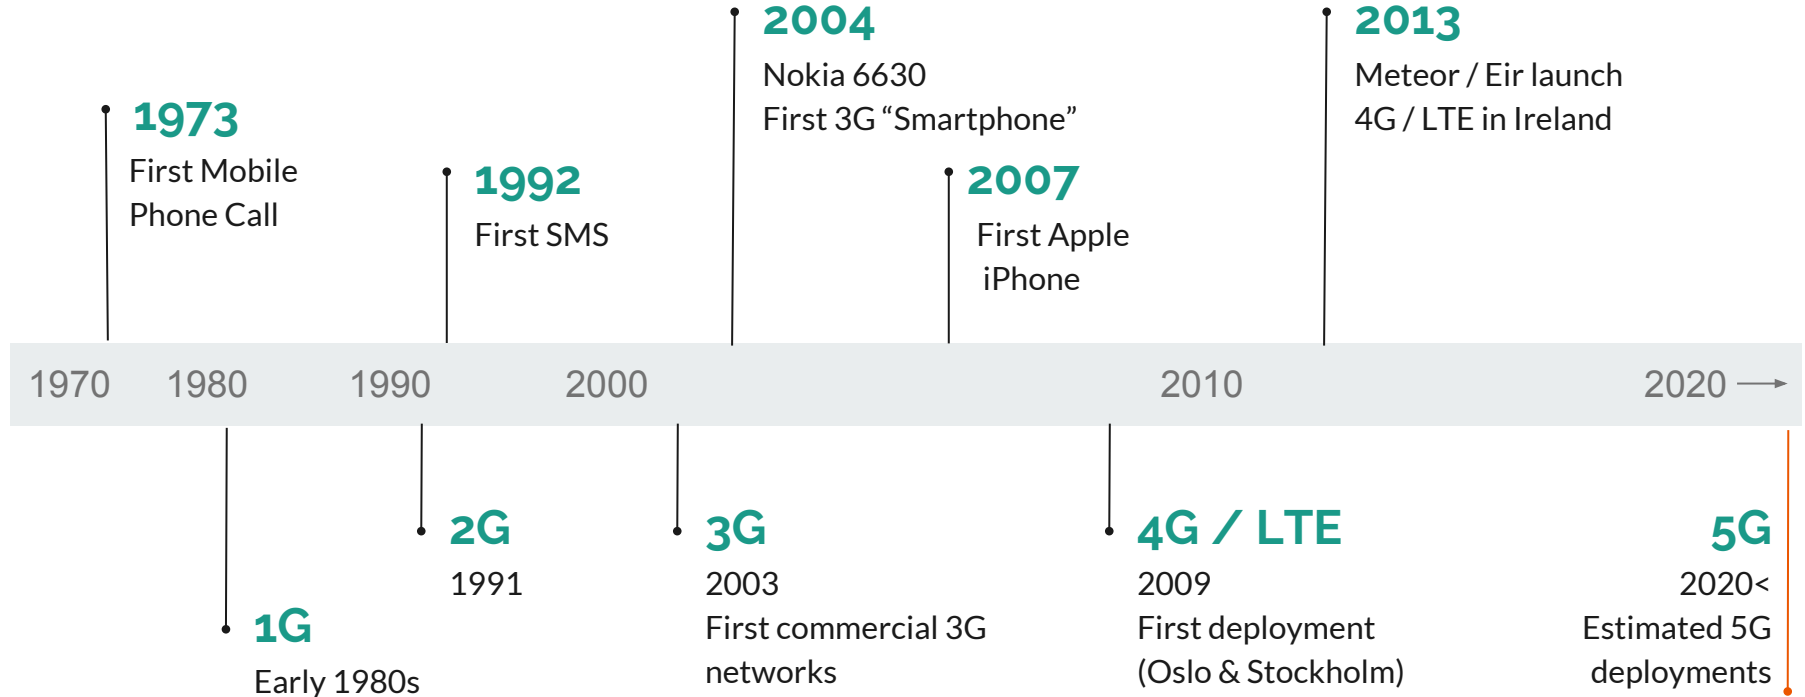 2004
Nokia 6630
First 3G “Smartphone”
2013
Meteor / Eir launch
4G / LTE in Ireland
1973
First Mobile
Phone Call
1992
First SMS
2007
First Apple
iPhone
1970 1980 1990 2000 2010 2020
1G
Early 1980s
2G
1991
3G
2003
First commercial 3G
networks
4G / LTE
2009
First deployment
(Oslo & Stockholm)
5G
2020<
Estimated 5G
deployments